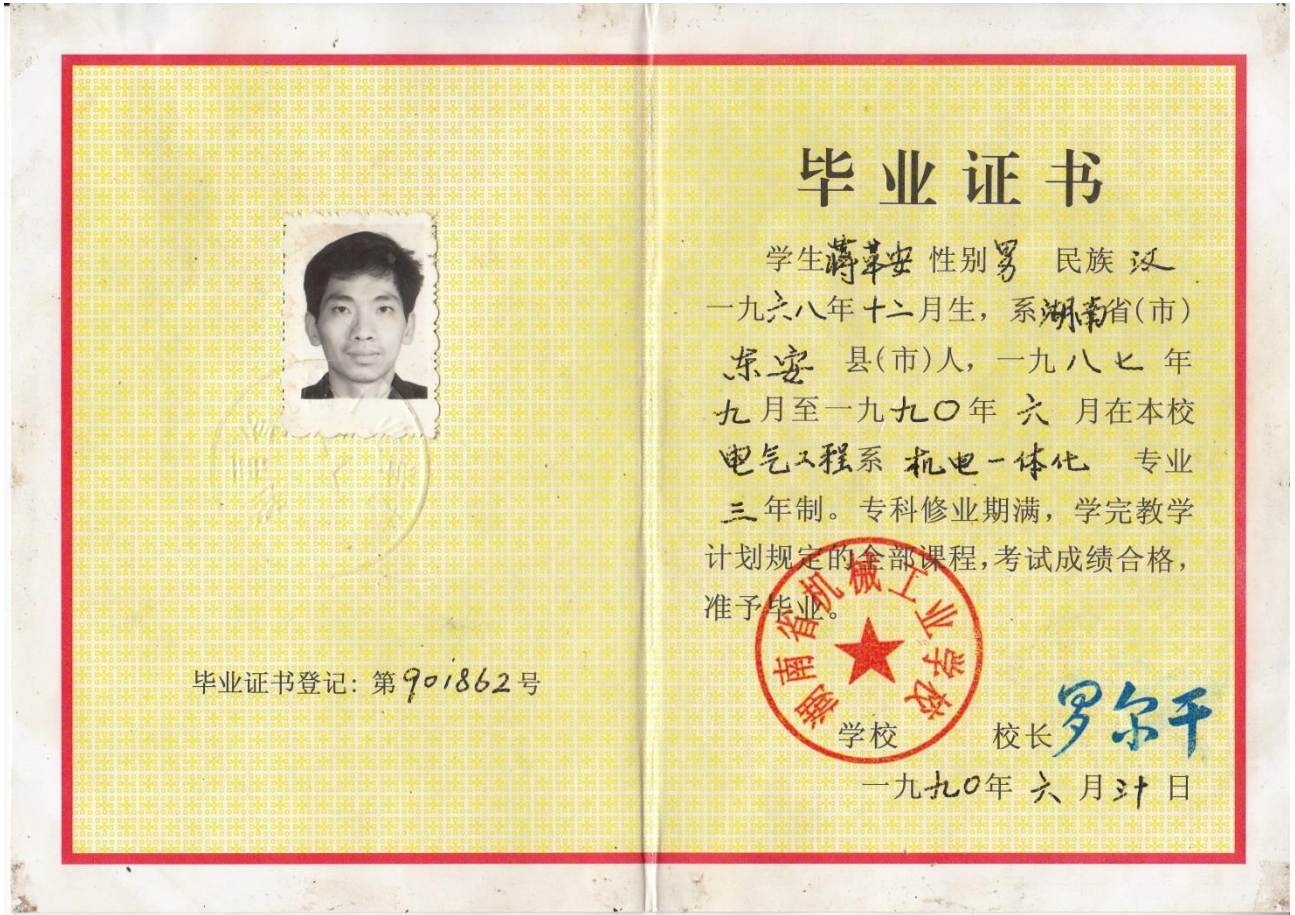 毕业证书登记: 第901862号
毕业证书
学生蒋革安 性别男 民族汉
一九六八年十二月生, 系湖南省(市)
东安 县(市)人, 一九八七年
九月至一九九〇年六月在本校
电气工程系 机电一体化 专业
三年制。专科修业期满, 学完教学
计划规定的全部课程, 考试成绩合格,
准予毕业。
湖南省机械工业学校
学校 校长 罗尔干
一九九〇年六月三十日